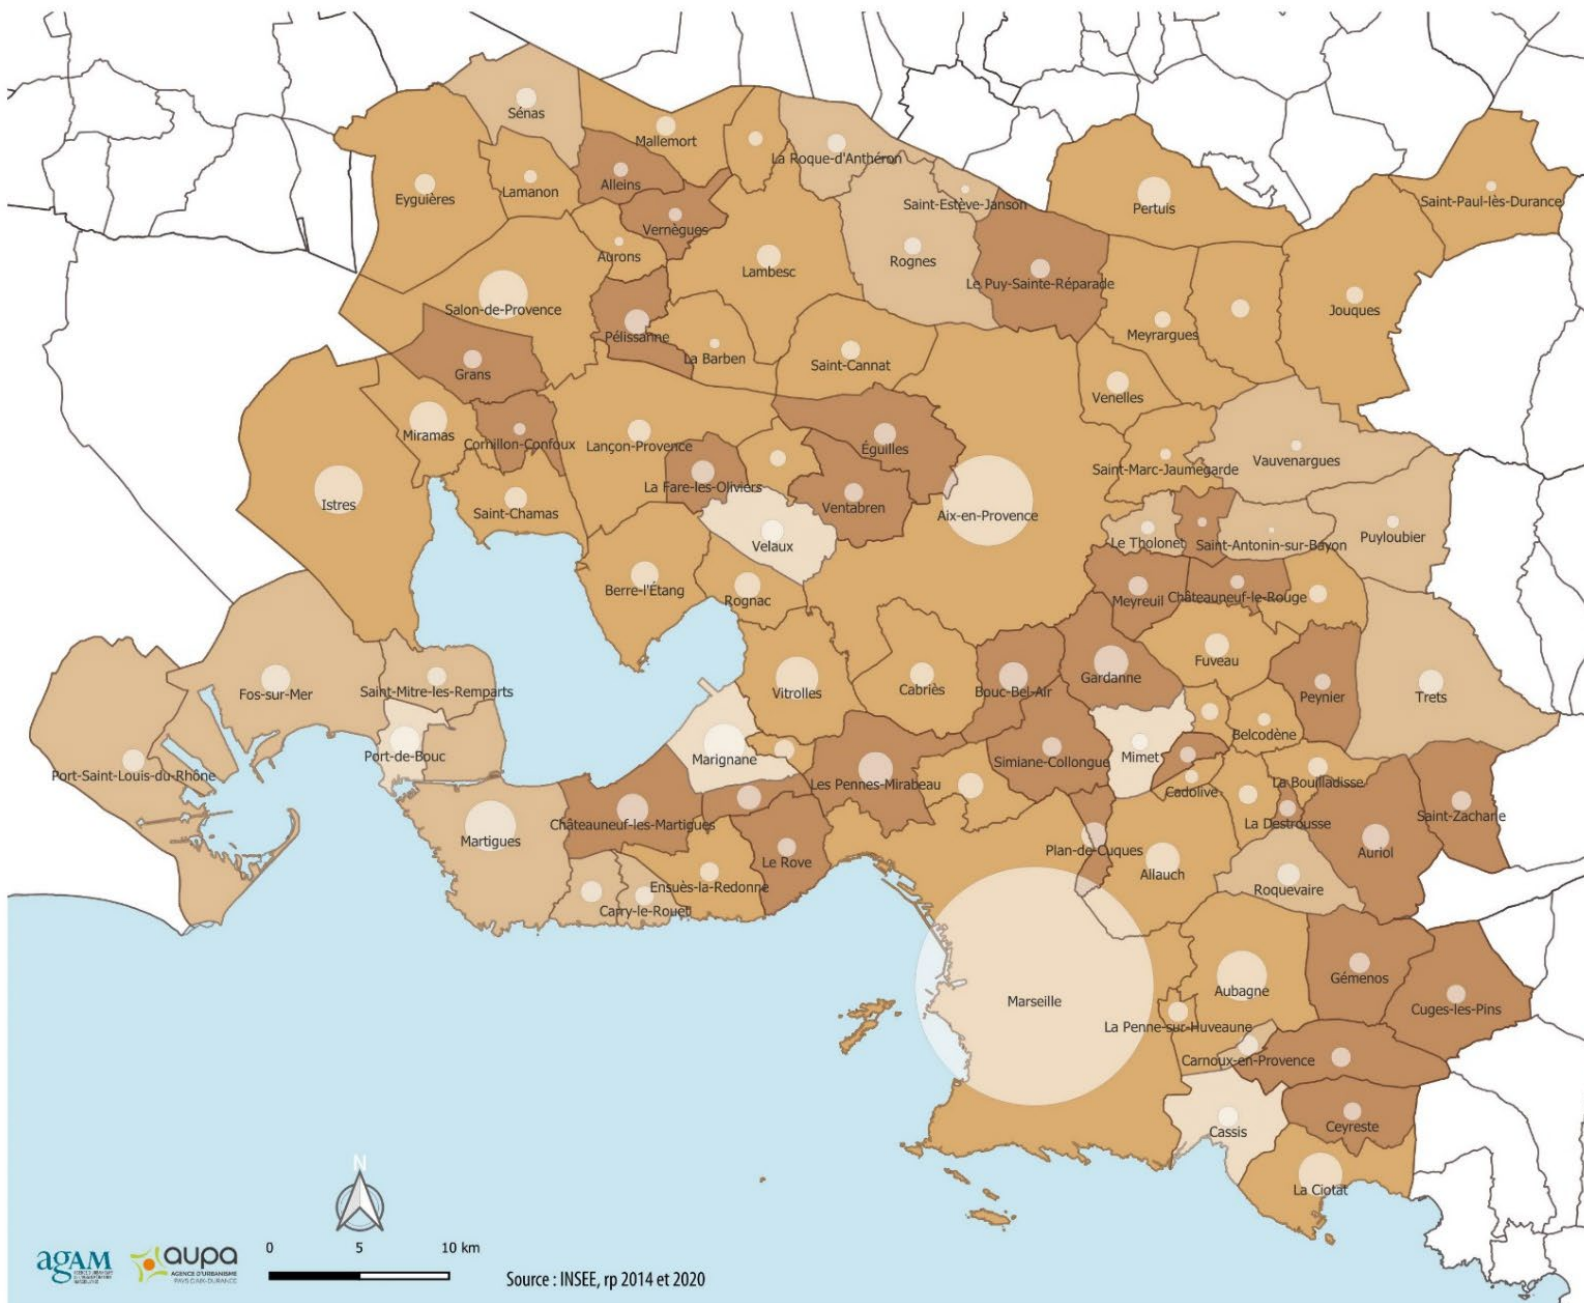 Sénas
Mallemort
La Roque-d'Anthéron
Alleins
Eyguières
Lamanon
Saint-Estève-Janson
Pertuis
Saint-Paul-lès-Durance
Vernègues
Aurons
Lambesc
Rognes
Le Puy-Sainte-Réparade
Salon-de-Provence
Jouques
Pélissanne
Meyrargues
La Barben
Saint-Cannat
Grans
Venelles
Miramas
Cornillon-Confoux
Lançon-Provence
Éguilles
Vauvenargues
Saint-Marc-Jaumegarde
La Fare-les-Oliviers
Istres
Saint-Chamas
Ventabren
Aix-en-Provence
Puyloubier
Velaux
Le Tholonet
Saint-Antonin-sur-Bayon
Berre-l'Étang
Rognac
Meyreuil
Châteauneuf-le-Rouge
Fuveau
Fos-sur-Mer
Saint-Mitre-les-Remparts
Vitrolles
Cabriès
Bouc-Bel-Air
Gardanne
Peynier
Trets
Belcodène
Port-de-Bouc
Marignane
Simiane-Collongue
Mimet
Port-Saint-Louis-du-Rhône
Les Pennes-Mirabeau
Cadolive
La Bouilladisse
Châteauneuf-les-Martigues
La Destrousse
Saint-Zacharie
Martigues
Plan-de-Cuques
Auriol
Le Rove
Allauch
Ensuès-la-Redonne
Roquevaire
Carry-le-Rouet
Gémenos
Aubagne
Marseille
Cuges-les-Pins
La Penne-sur-Huveaune
Carnoux-en-Provence
Cassis
Ceyreste
La Ciotat
N
agAM
aupa
AGENCE D'URBANISME
PAYS D'AIX-DURANCE
0 5 10 km
Source : INSEE, rp 2014 et 2020